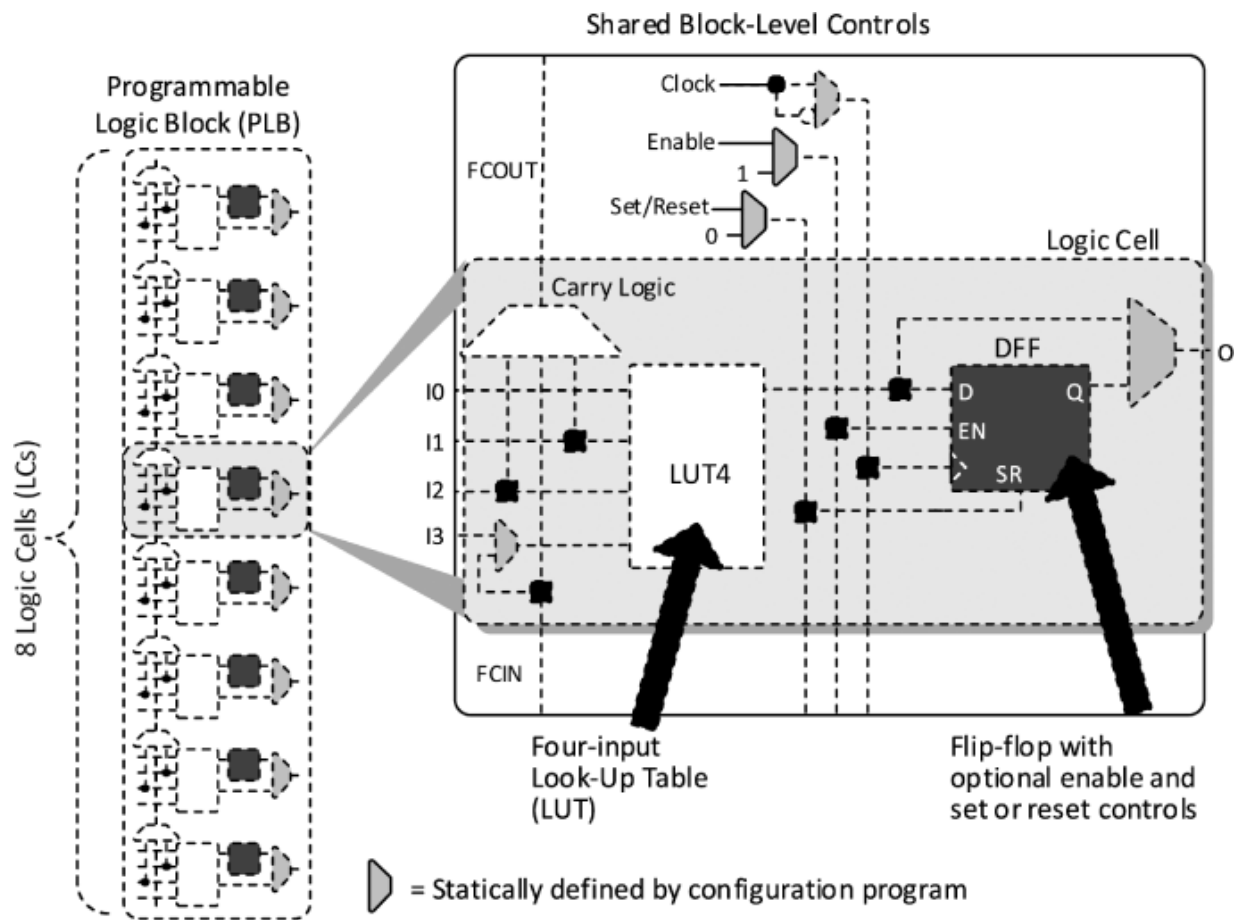 Shared Block-Level Controls
Programmable
Logic Block (PLB)
Clock
Enable
1
Set/Reset
0
FCOUT
Logic Cell
Carry Logic
DFF
O
I0
D
Q
I1
EN
LUT4
I2
SR
I3
8 Logic Cells (LCs)
FCIN
Four-input
Look-Up Table
(LUT)
Flip-flop with
optional enable and
set or reset controls
= Statically defined by configuration program